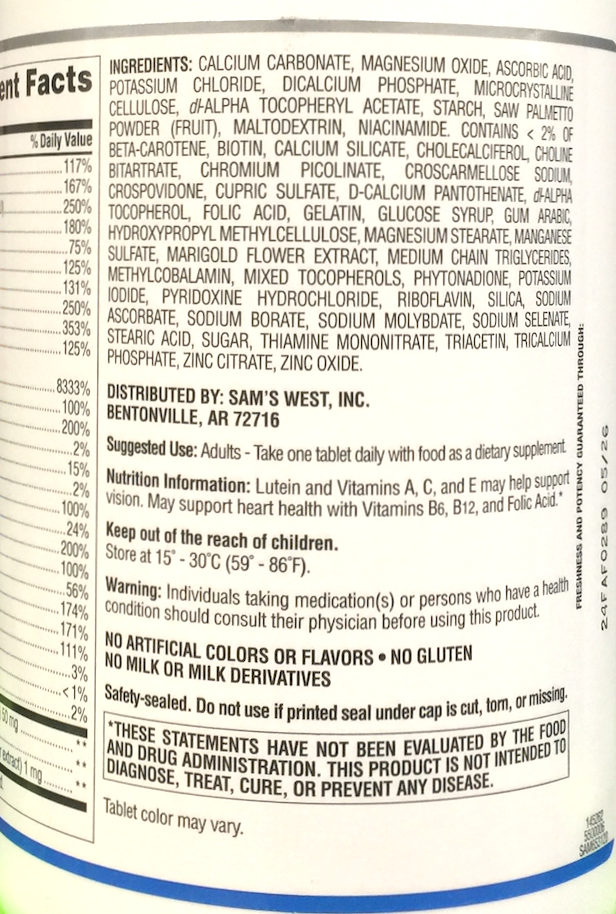 ent Facts
% Daily Value
117%
167%
250%
180%
75%
125%
131%
250%
353%
125%
8333%
100%
200%
2%
15%
2%
100%
24%
200%
100%
56%
174%
171%
111%
3%
<1%
2%
50 mg **
**
extract) 1 mg **
INGREDIENTS: CALCIUM CARBONATE, MAGNESIUM OXIDE, ASCORBIC ACID,
POTASSIUM CHLORIDE, DICALCIUM PHOSPHATE, MICROCRYSTALLINE
CELLULOSE, dl-ALPHA TOCOPHERYL ACETATE, STARCH, SAW PALMETTO
POWDER (FRUIT), MALTODEXTRIN, NIACINAMIDE. CONTAINS < 2% OF
BETA-CAROTENE, BIOTIN, CALCIUM SILICATE, CHOLECALCIFEROL, CHOLINE
BITARTRATE, CHROMIUM PICOLINATE, CROSCARMELLOSE SODIUM,
CROSPOVIDONE, CUPRIC SULFATE, D-CALCIUM PANTOTHENATE, dl-ALPHA
TOCOPHEROL, FOLIC ACID, GELATIN, GLUCOSE SYRUP, GUM ARABIC,
HYDROXYPROPYL METHYLCELLULOSE, MAGNESIUM STEARATE, MANGANESE
SULFATE, MARIGOLD FLOWER EXTRACT, MEDIUM CHAIN TRIGLYCERIDES,
METHYLCOBALAMIN, MIXED TOCOPHEROLS, PHYTONADIONE, POTASSIUM
IODIDE, PYRIDOXINE HYDROCHLORIDE, RIBOFLAVIN, SILICA, SODIUM
ASCORBATE, SODIUM BORATE, SODIUM MOLYBDATE, SODIUM SELENATE,
STEARIC ACID, SUGAR, THIAMINE MONONITRATE, TRIACETIN, TRICALCIUM
PHOSPHATE, ZINC CITRATE, ZINC OXIDE.
DISTRIBUTED BY: SAM'S WEST, INC.
BENTONVILLE, AR 72716
Suggested Use: Adults - Take one tablet daily with food as a dietary supplement.
Nutrition Information: Lutein and Vitamins A, C, and E may help support
vision. May support heart health with Vitamins B6, B12, and Folic Acid.*
Keep out of the reach of children.
Store at 15° - 30°C (59° - 86°F).
Warning: Individuals taking medication(s) or persons who have a health
condition should consult their physician before using this product.
NO ARTIFICIAL COLORS OR FLAVORS • NO GLUTEN
NO MILK OR MILK DERIVATIVES
Safety-sealed. Do not use if printed seal under cap is cut, torn, or missing.
*THESE STATEMENTS HAVE NOT BEEN EVALUATED BY THE FOOD
AND DRUG ADMINISTRATION. THIS PRODUCT IS NOT INTENDED TO
DIAGNOSE, TREAT, CURE, OR PREVENT ANY DISEASE.
Tablet color may vary.
FRESHNESS AND POTENCY GUARANTEED THROUGH:
24FAF0289 05/26